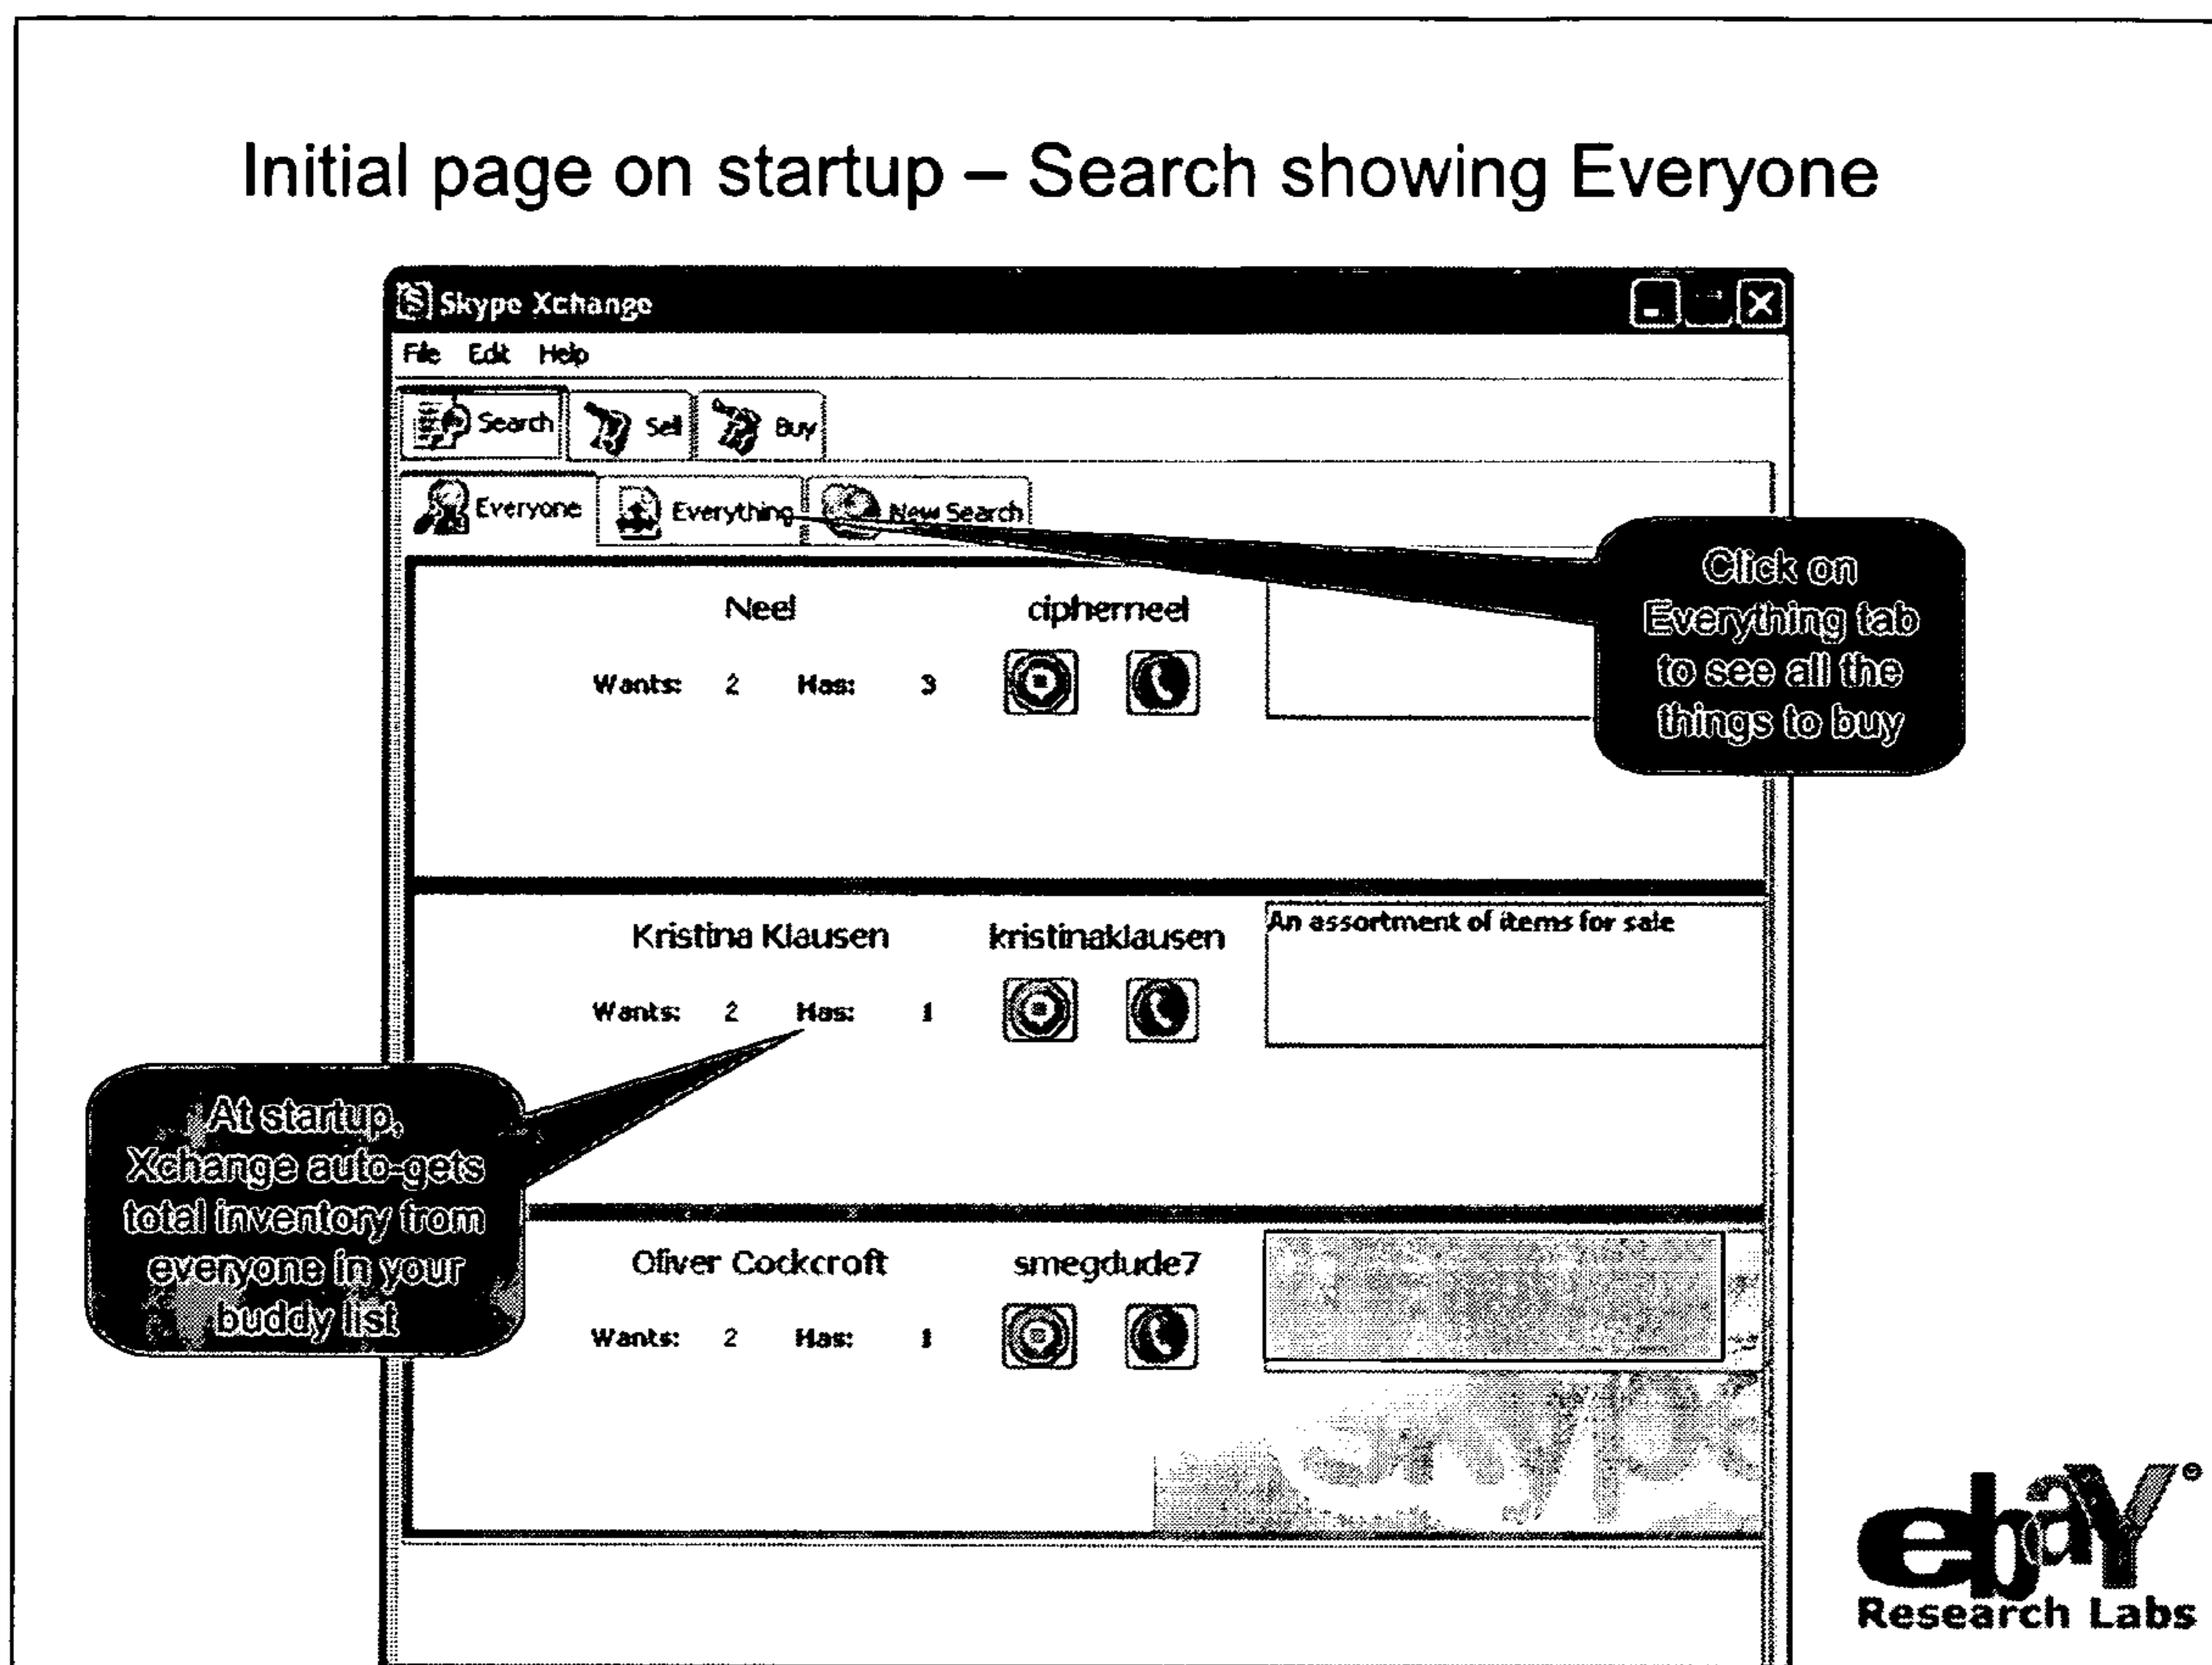 Initial page on startup – Search showing Everyone
Skype Xchange
File Edit Help
Search Sell Buy
Everyone Everything New Search
Click on
Everything tab
to see all the
things to buy
Neel cipherneel
Wants: 2 Has: 3
Kristina Klausen kristinaklausen An assortment of items for sale
Wants: 2 Has: 1
At startup,
Xchange auto-gets
total inventory from
everyone in your
buddy list
Oliver Cockcroft smegdude7
Wants: 2 Has: 1
ebaY
Research Labs